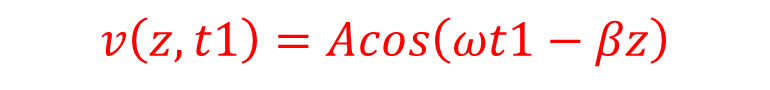 v(z, t1) = Acos(ωt1 − βz)